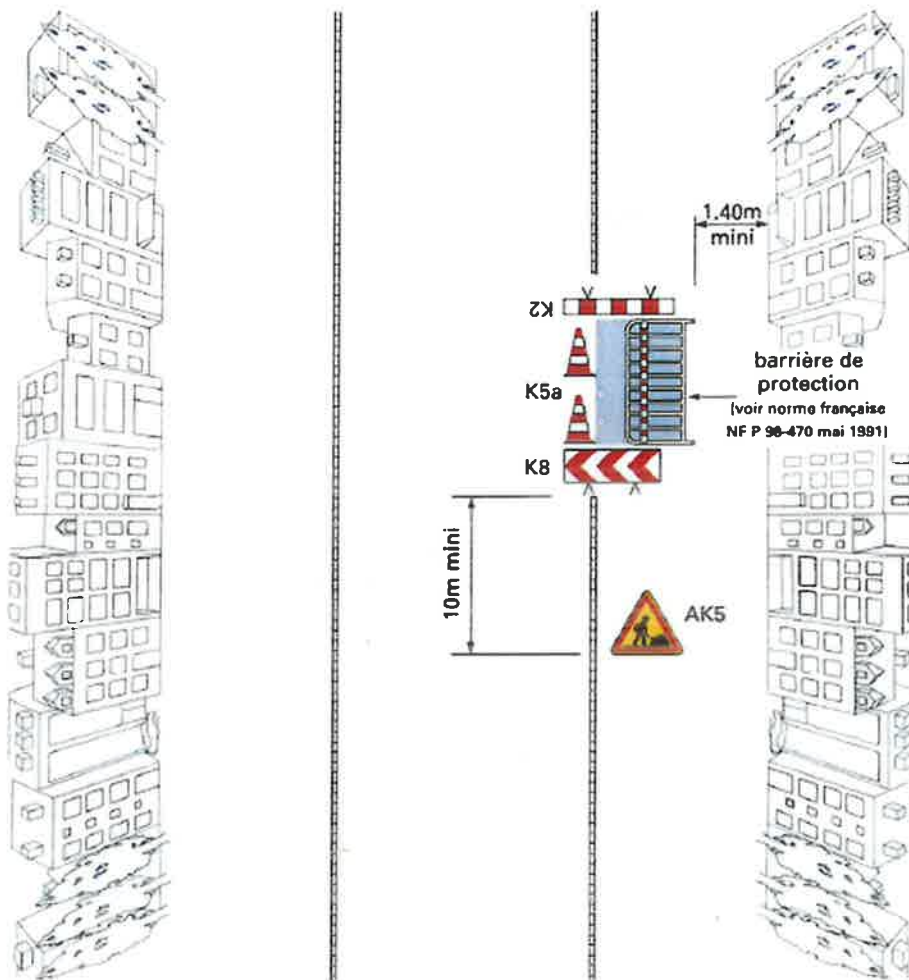 1.40m
mini
K2
K5a
barrière de
protection
(voir norme française
NF P 98-470 mai 1991)
K8
10m mini
AK5